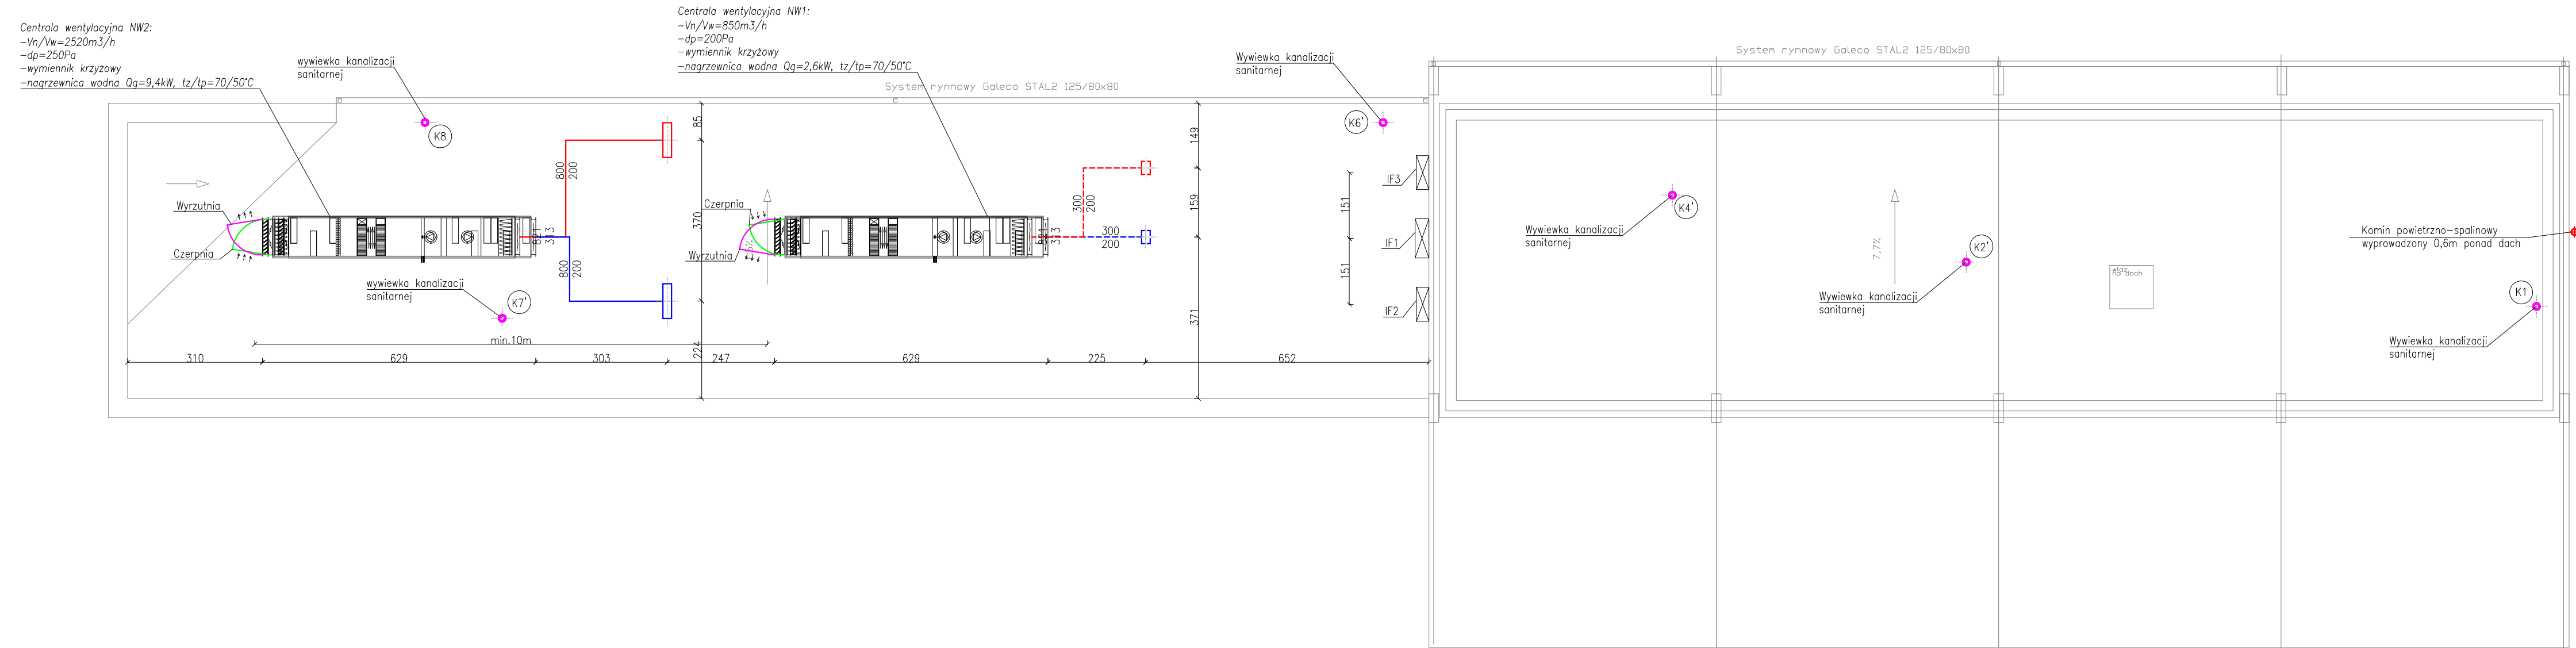 Centrala wentylacyjna NW2:
-Vn/Vw=2520m3/h
-dp=250Pa
-wymiennik krzyżowy
-nagrzewnica wodna Qg=9,4kW, tz/tp=70/50°C
wywiewka kanalizacji
sanitarnej
K8
Centrala wentylacyjna NW1:
-Vn/Vw=850m3/h
-dp=200Pa
-wymiennik krzyżowy
-nagrzewnica wodna Qg=2,6kW, tz/tp=70/50°C
System rynnowy Galeco STAL2 125/80x80
Wywiewka kanalizacji
sanitarnej
K6'
System rynnowy Galeco STAL2 125/80x80
Wyrzutnia
Czerpnia
821
313
800
200
800
200
85
370
224
wywiewka kanalizacji
sanitarnej
K7'
Czerpnia
Wyrzutnia
821
313
300
200
300
200
149
159
371
IF3
IF1
IF2
151
151
min.10m
310
629
303
247
629
225
652
Wywiewka kanalizacji
sanitarnej
K4'
7,7%
Wywiewka kanalizacji
sanitarnej
K2'
właz
na dach
Komin powietrzno-spalinowy
wyprowadzony 0,6m ponad dach
K1
Wywiewka kanalizacji
sanitarnej